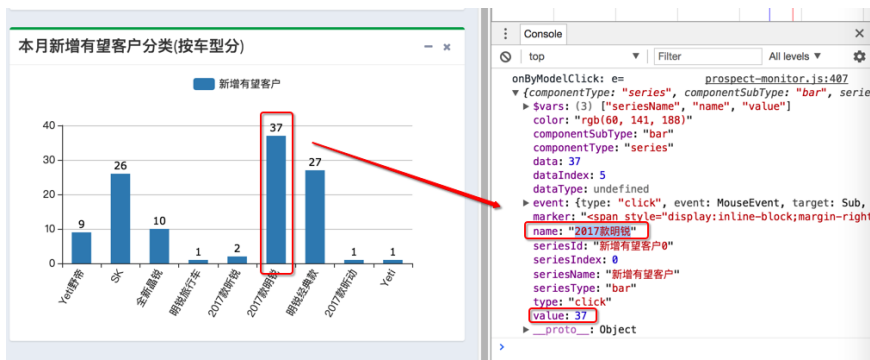 本月新增有望客户分类(按车型分)
新增有望客户
40
30
20
10
0
9
26
10
1
2
37
27
1
1
Yeti野帝
SK
全新晶锐
明锐旅行车
2017款昕锐
2017款明锐
明锐经典款
2017款昕动
Yeti
Console
top
Filter
All levels ▼
onByModelClick: e=
prospect-monitor.js:407
{componentType: "series", componentSubType: "bar", serie
$vars: (3) ["seriesName", "name", "value"]
color: "rgb(60, 141, 188)"
componentSubType: "bar"
componentType: "series"
data: 37
dataIndex: 5
dataType: undefined
event: {type: "click", event: MouseEvent, target: Sub,
marker: "<span style="display:inline-block;margin-right
name: "2017款明锐"
seriesId: "新增有望客户0"
seriesIndex: 0
seriesName: "新增有望客户"
seriesType: "bar"
type: "click"
value: 37
__proto__: Object